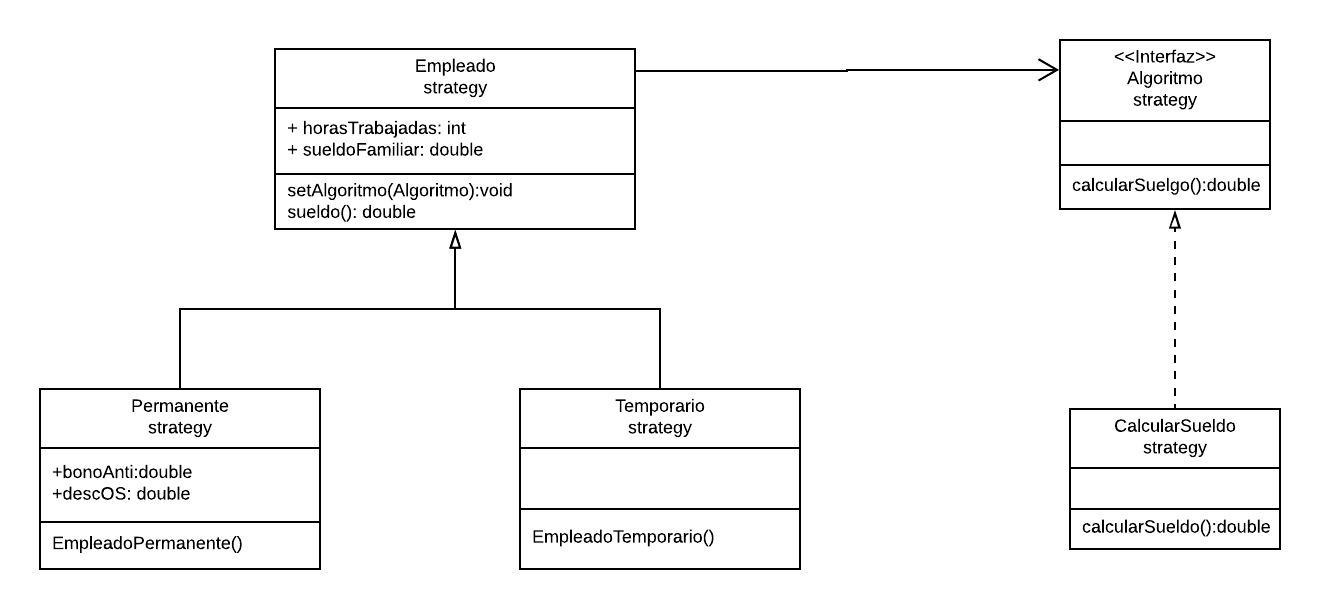 Empleado
strategy
+ horasTrabajadas: int
+ sueldoFamiliar: double
setAlgoritmo(Algoritmo):void
sueldo(): double
<<Interfaz>>
Algoritmo
strategy
calcularSuelgo():double
Permanente
strategy
+bonoAnti:double
+descOS: double
EmpleadoPermanente()
Temporario
strategy
EmpleadoTemporario()
CalcularSueldo
strategy
calcularSueldo():double